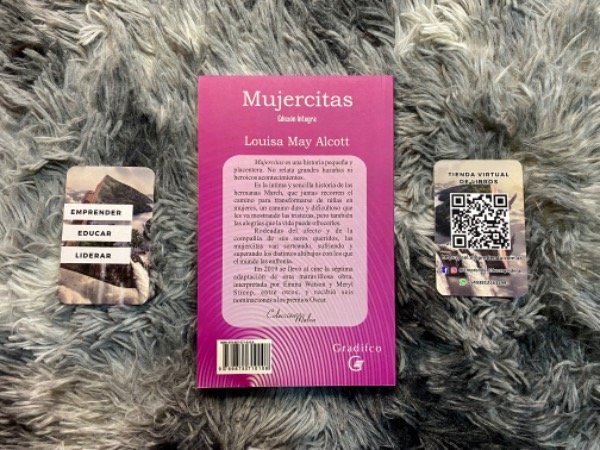 EMPRENDER
EDUCAR
LIDERAR
Mujercitas
Edición Íntegra
Louisa May Alcott
Mujercitas es una historia pequeña y
placentera. No relata grandes hazañas ni
heroicos acontecimientos.
Es la íntima y sencilla historia de las
hermanas March, que juntas recorren el
camino para transformarse de niñas en
mujeres, un camino duro y dificultoso que
les va mostrando las tristezas, pero también
las alegrías que la vida puede ofrecerles.
Rodeadas del afecto y de la
compañía de sus seres queridos, las
mujercitas van sorteando, sufriendo y
superando los distintos altibajos con los que
el mundo las enfrenta.
En 2019 se llevó al cine la séptima
adaptación de esta maravillosa obra,
interpretada por Emma Watson y Meryl
Streep, entre otros, y recibió seis
nominaciones a los premios Oscar.
Colecciones Malva
Gradifco
TIENDA VIRTUAL
DE LIBROS